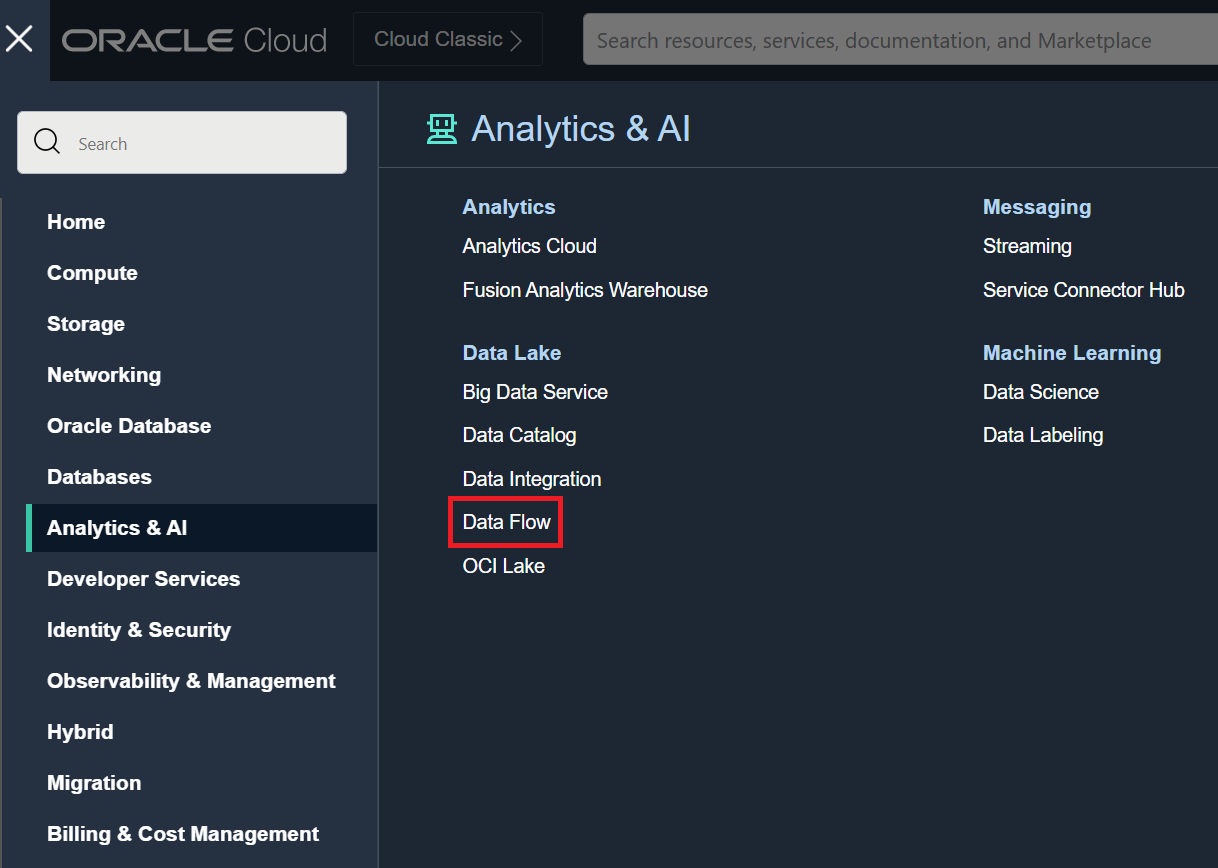 ORACLE Cloud
Cloud Classic
Search resources, services, documentation, and Marketplace
Search
Home
Compute
Storage
Networking
Oracle Database
Databases
Analytics & AI
Developer Services
Identity & Security
Observability & Management
Hybrid
Migration
Billing & Cost Management
Analytics & AI
Analytics
Analytics Cloud
Fusion Analytics Warehouse
Data Lake
Big Data Service
Data Catalog
Data Integration
Data Flow
OCI Lake
Messaging
Streaming
Service Connector Hub
Machine Learning
Data Science
Data Labeling